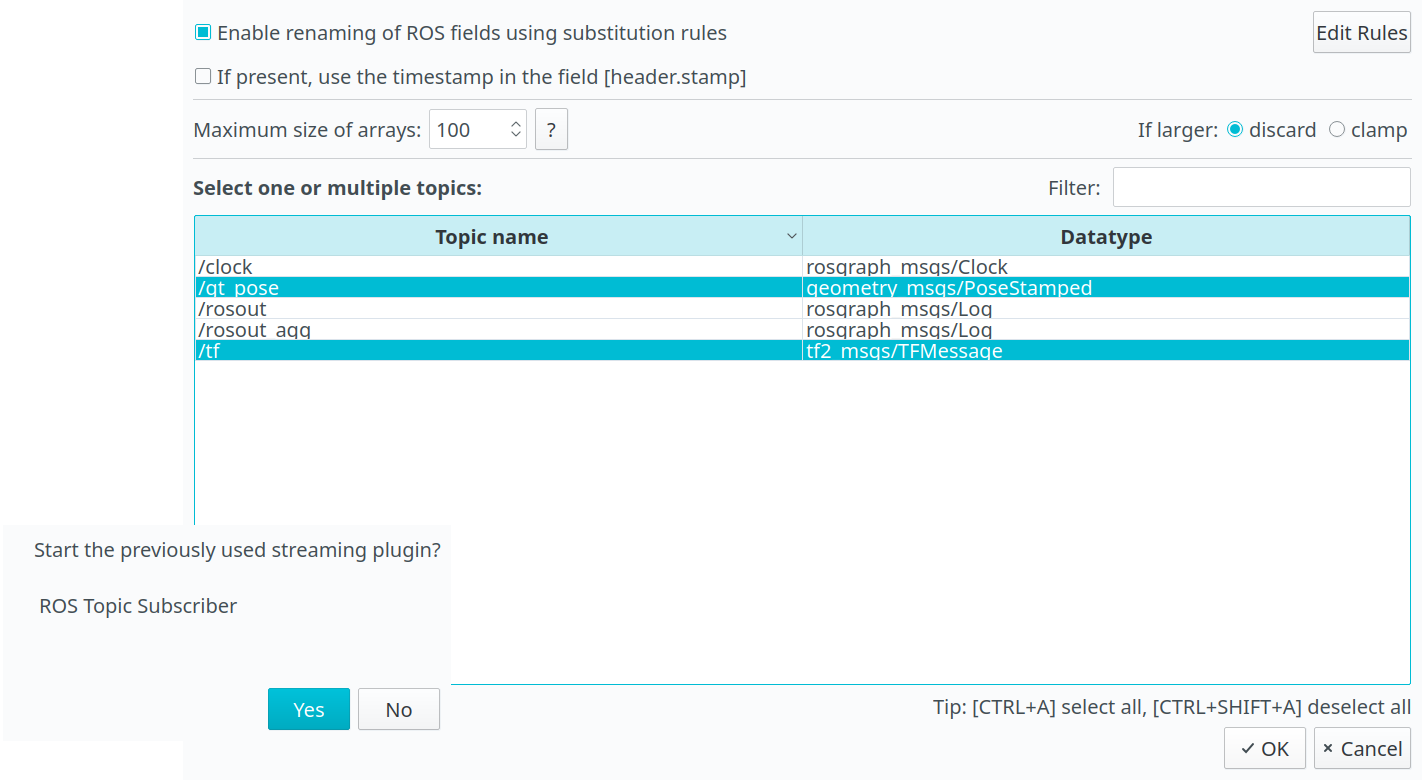 Enable renaming of ROS fields using substitution rules
Edit Rules
If present, use the timestamp in the field [header.stamp]
Maximum size of arrays: 100 ? If larger: discard clamp
Select one or multiple topics: Filter:
Topic name Datatype
/clock rosgraph_msgs/Clock
/gt_pose geometry_msgs/PoseStamped
/rosout rosgraph_msgs/Log
/rosout_agg rosgraph_msgs/Log
/tf tf2_msgs/TFMessage
Start the previously used streaming plugin?
ROS Topic Subscriber
Yes No
Tip: [CTRL+A] select all, [CTRL+SHIFT+A] deselect all
OK Cancel